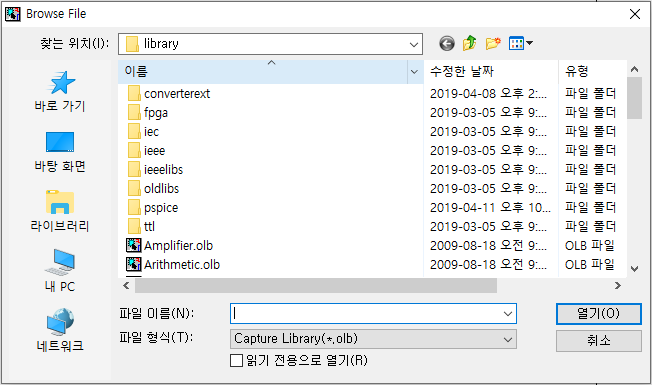 Browse File
찾는 위치(I): library
이름 수정한 날짜 유형
converterext 2019-04-08 오후 2:... 파일 폴더
fpga 2019-03-05 오후 9:... 파일 폴더
iec 2019-03-05 오후 9:... 파일 폴더
ieee 2019-03-05 오후 9:... 파일 폴더
ieeelibs 2019-03-05 오후 9:... 파일 폴더
oldlibs 2019-03-05 오후 9:... 파일 폴더
pspice 2019-04-11 오후 10... 파일 폴더
ttl 2019-03-05 오후 9:... 파일 폴더
Amplifier.olb 2009-08-18 오전 9:... OLB 파일
Arithmetic.olb 2009-08-18 오전 9:... OLB 파일
바로 가기
바탕 화면
라이브러리
내 PC
네트워크
파일 이름(N): 열기(O)
파일 형식(T): Capture Library(*,olb) 취소
읽기 전용으로 열기(R)